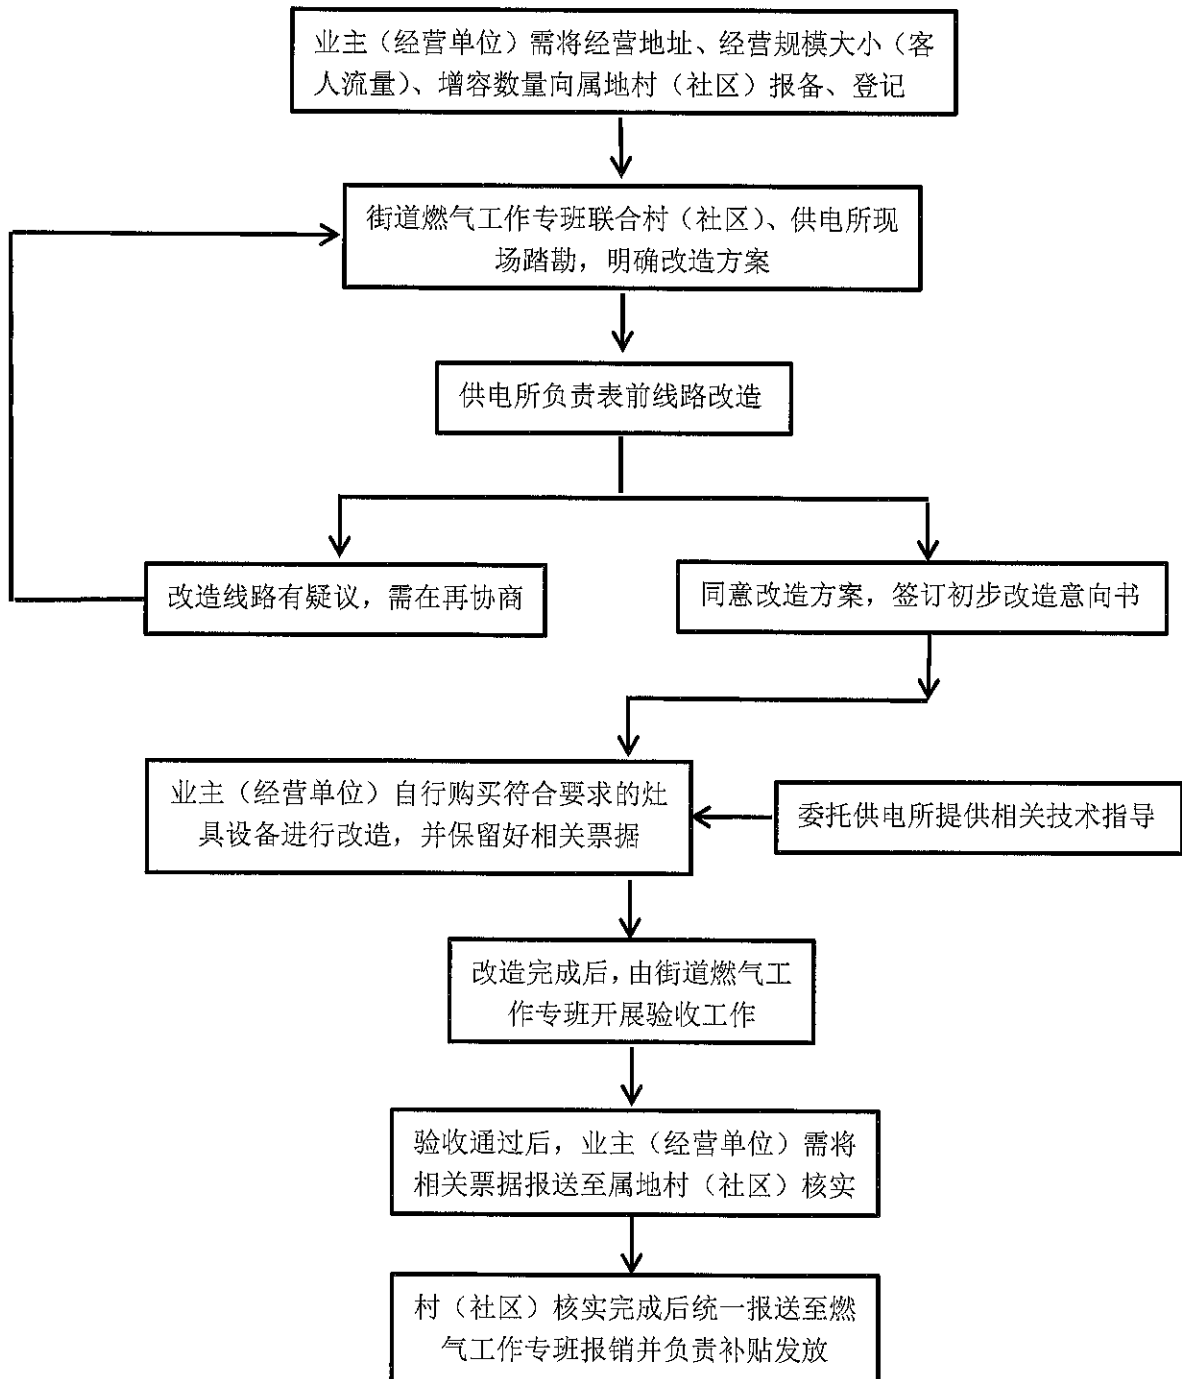 业主（经营单位）需将经营地址、经营规模大小（客
人流量）、增容数量向属地村（社区）报备、登记
街道燃气工作专班联合村（社区）、供电所现
场踏勘，明确改造方案
供电所负责表前线路改造
改造线路有疑议，需在再协商
同意改造方案，签订初步改造意向书
业主（经营单位）自行购买符合要求的灶
具设备进行改造，并保留好相关票据
委托供电所提供相关技术指导
改造完成后，由街道燃气工
作专班开展验收工作
验收通过后，业主（经营单位）需将
相关票据报送至属地村（社区）核实
村（社区）核实完成后统一报送至燃
气工作专班报销并负责补贴发放